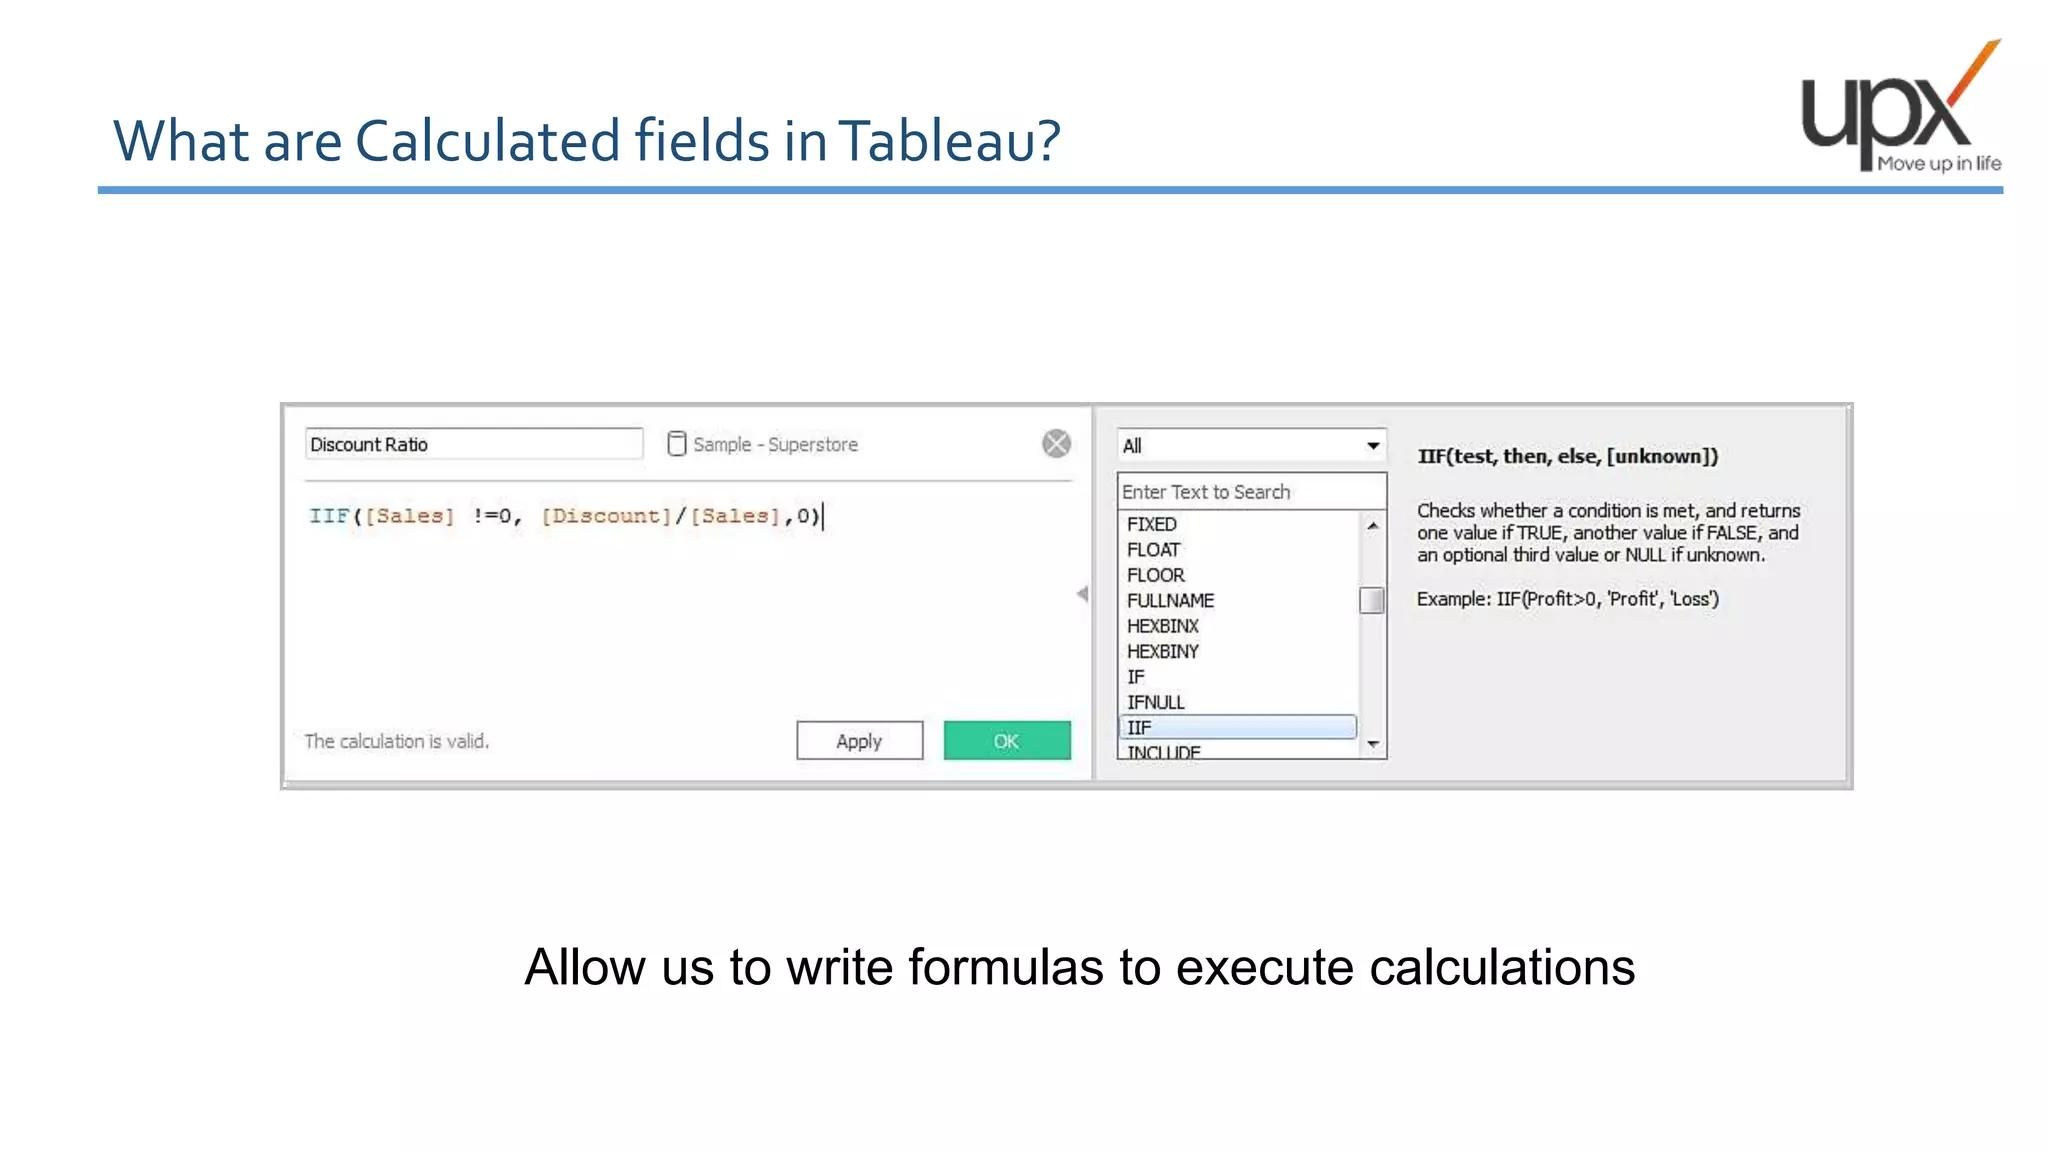 What are Calculated fields in Tableau?
upx
Move up in life
Discount Ratio
Sample - Superstore
IIF([Sales] !=0, [Discount]/[Sales],0)
The calculation is valid.
Apply
OK
All
Enter Text to Search
FIXED
FLOAT
FLOOR
FULLNAME
HEXBINX
HEXBINY
IF
IFNULL
IIF
INCLUDE
IIF(test, then, else, [unknown])
Checks whether a condition is met, and returns
one value if TRUE, another value if FALSE, and
an optional third value or NULL if unknown.
Example: IIF(Profit>0, 'Profit', 'Loss')
Allow us to write formulas to execute calculations